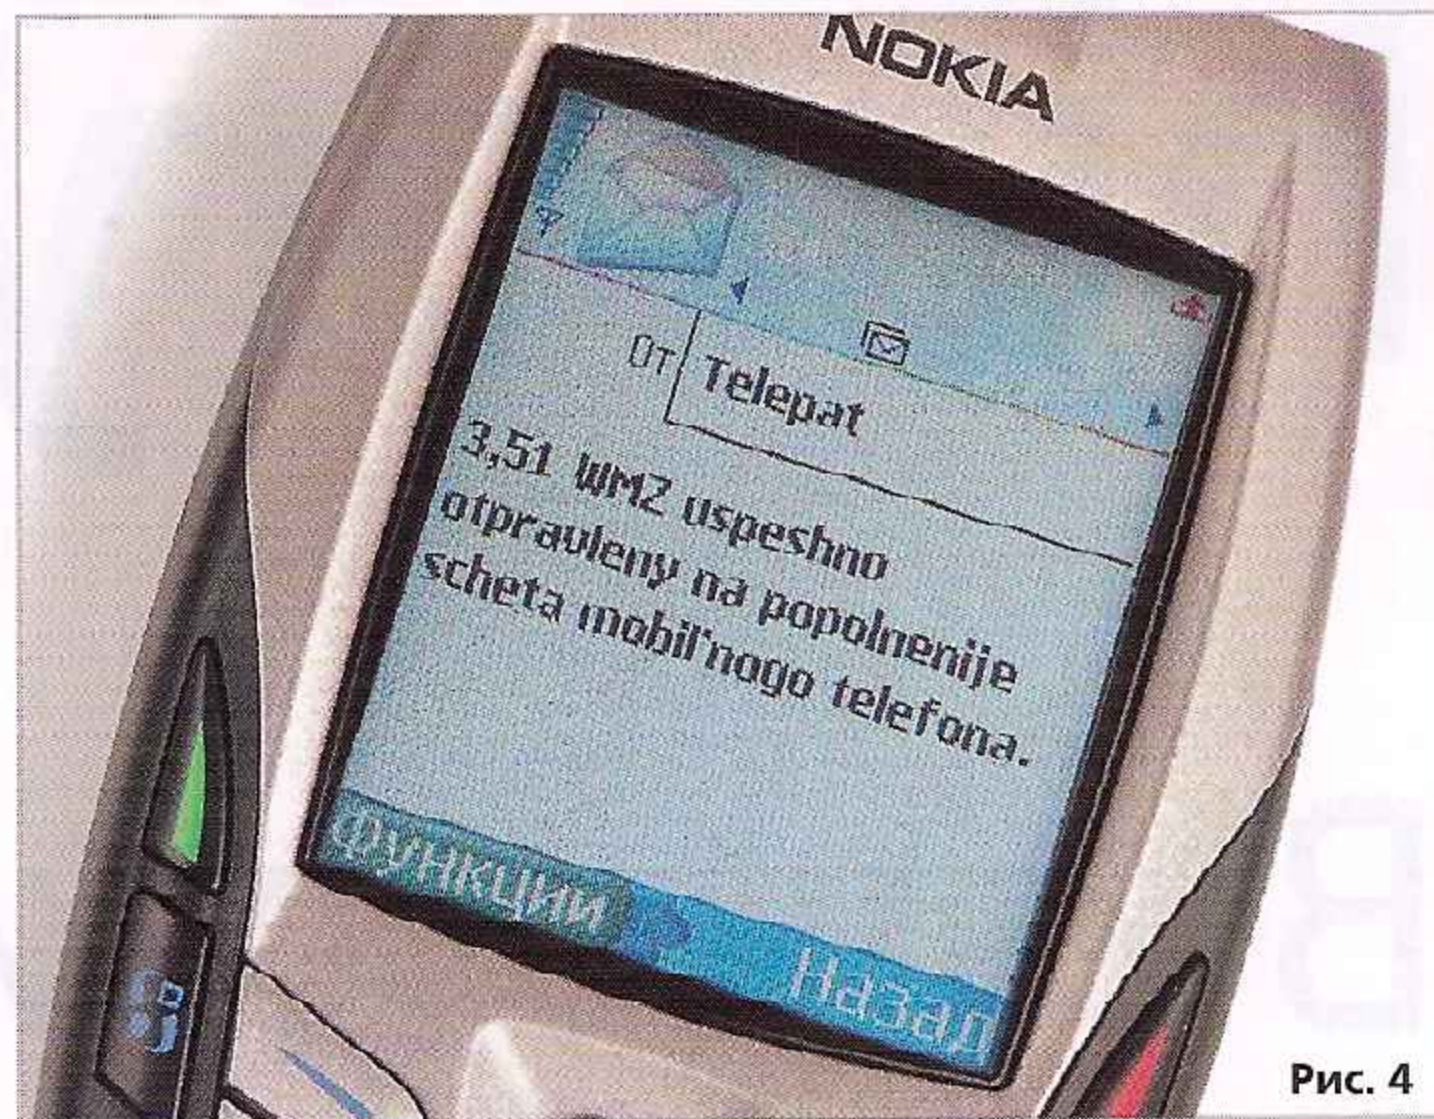 NOKIA
От Telepat
3,51 WMZ uspeshno
otpravleny na popolnenije
scheta mobil'nogo telefona.
Функции
Назад
Рис. 4